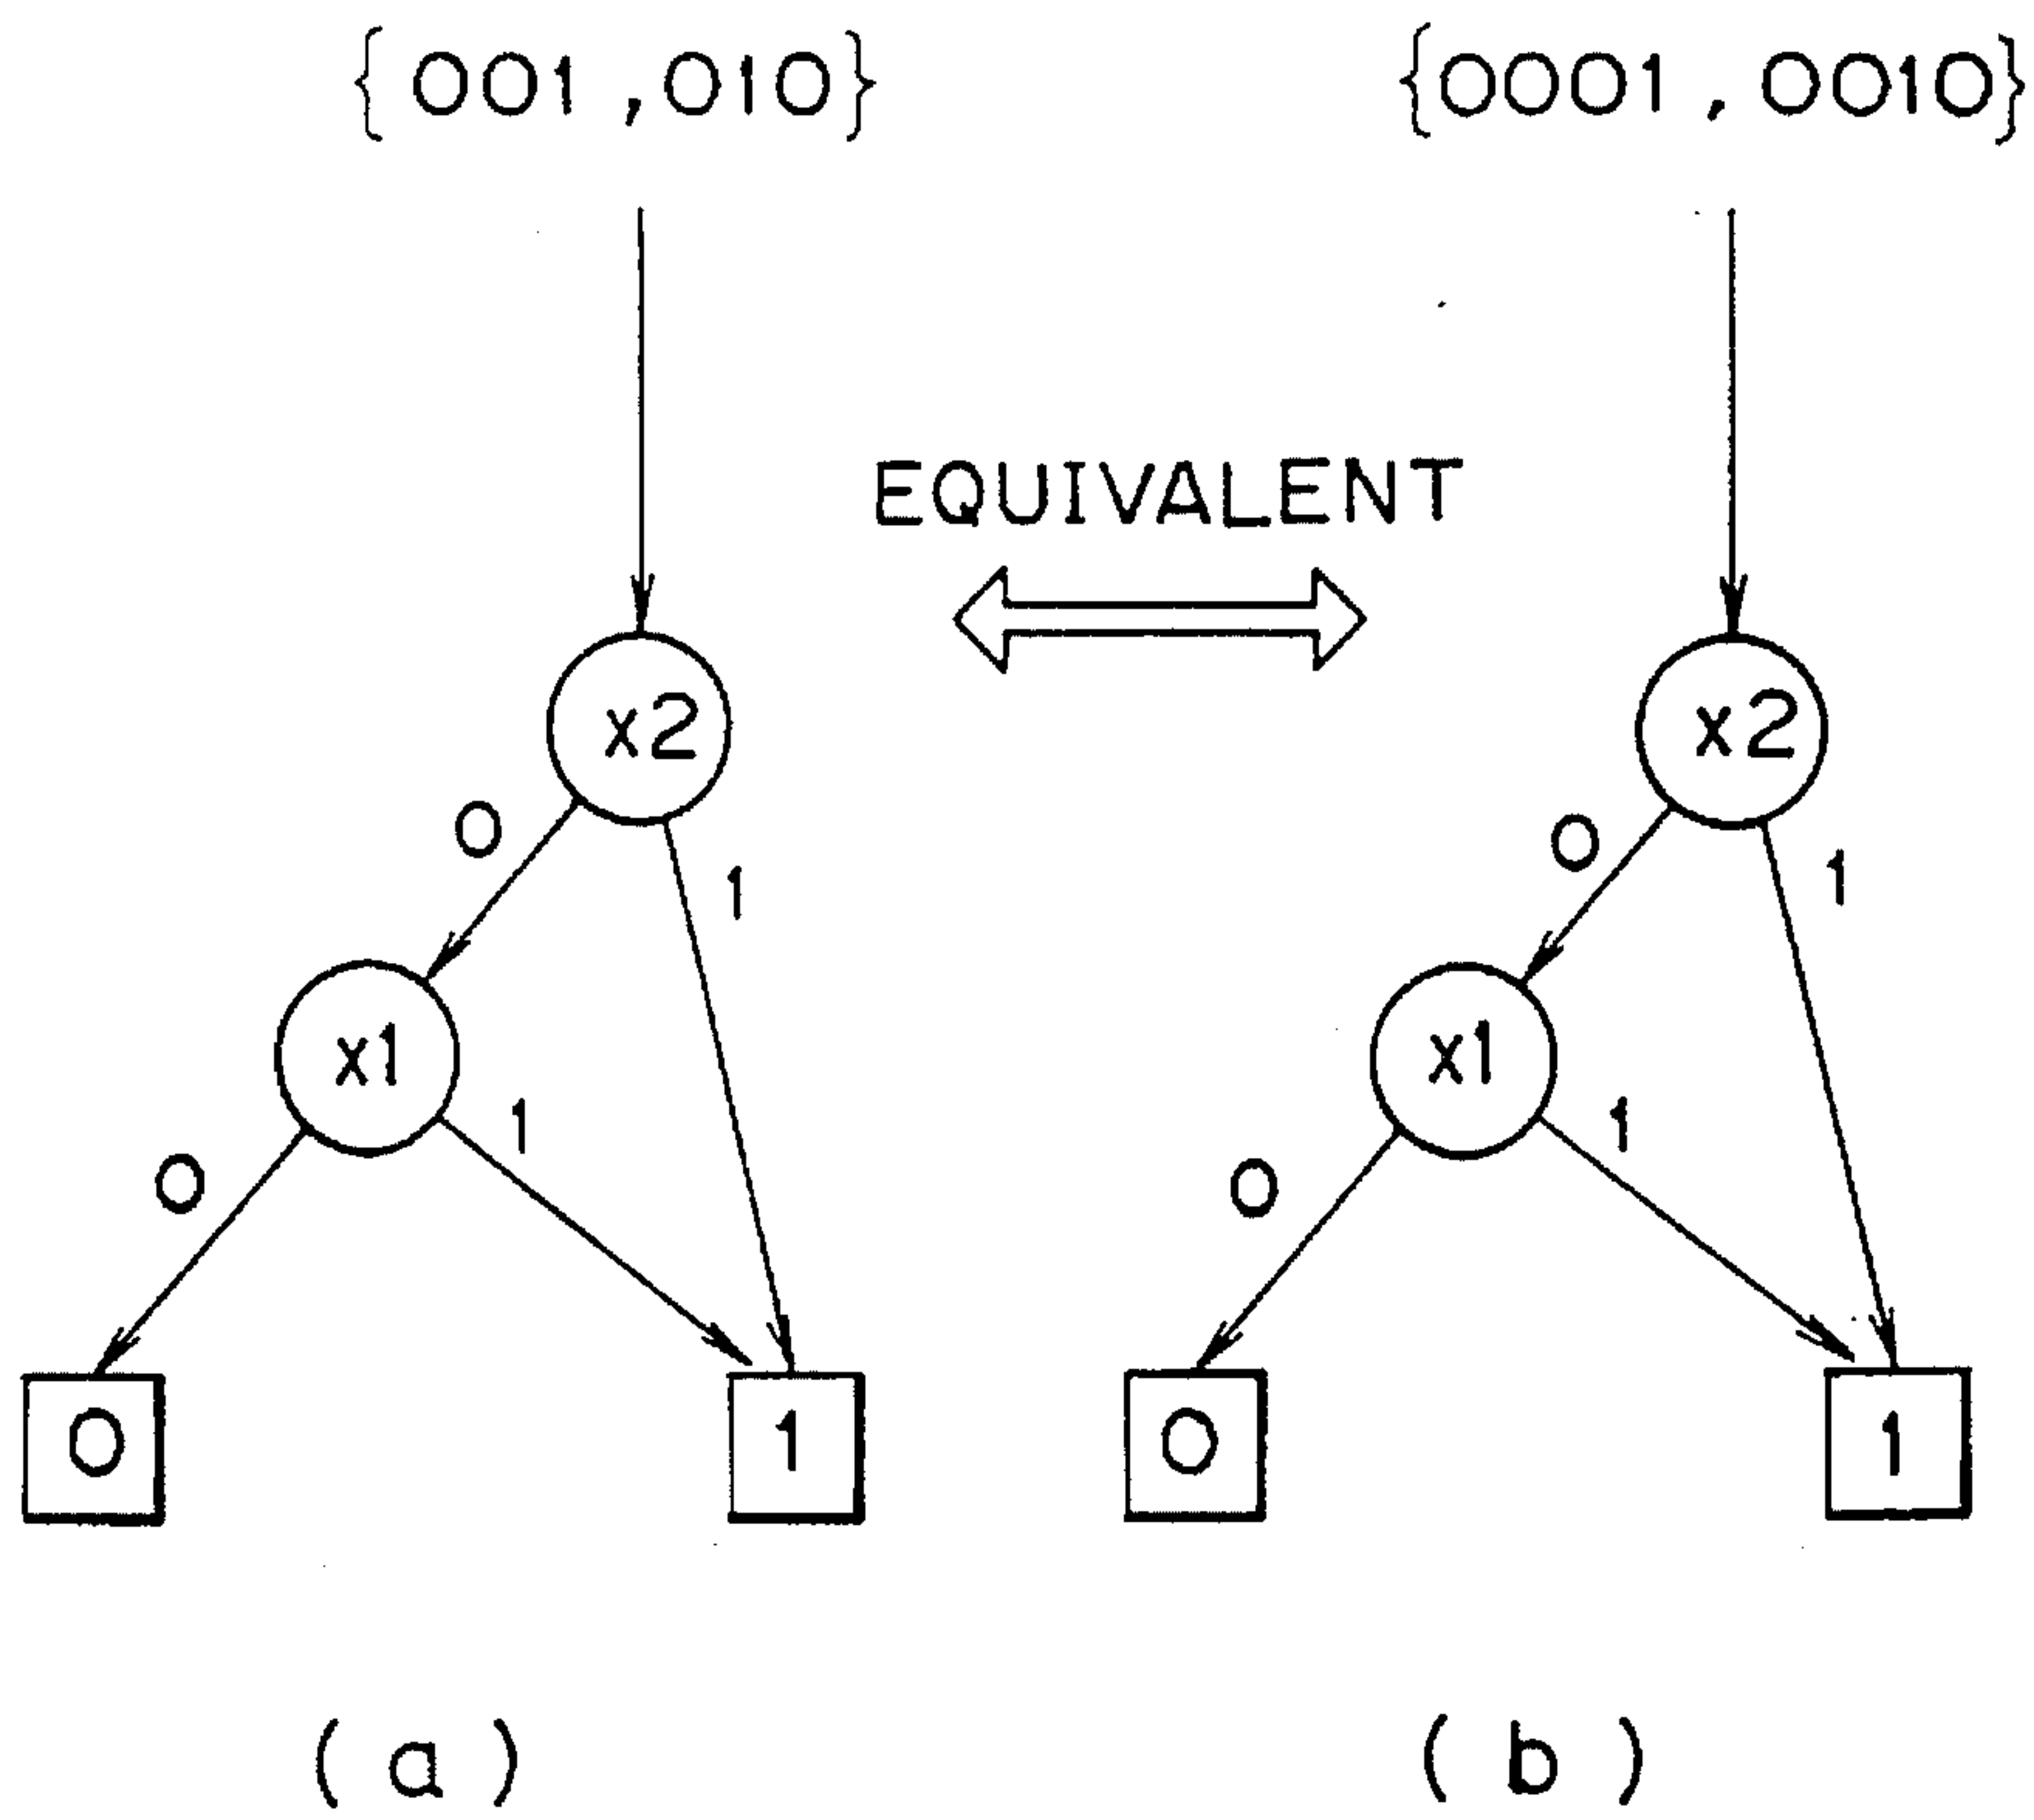 {001,010} {0001,0010}
EQUIVALENT
x2 x2
0 0
1 1
x1 x1
1 1
0 0
0 1 0 1
(a) (b)